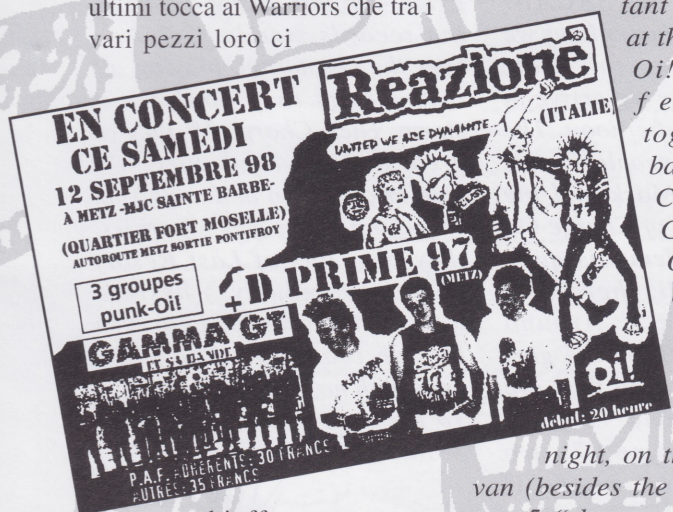 ultimi tocca ai Warriors che tra i
vari pezzi loro ci
EN CONCERT
CE SAMEDI
12 SEPTEMBRE 98
A METZ -MJC SAINTE BARBE-
(QUARTIER FORT MOSELLE)
AUTOROUTE METZ SORTIE PONTIFROY
3 groupes
punk-Oi!
Reazione
UNITED WE ARE DYNAMITE
(ITALIE)
+ D PRIME 97
(METZ)
GAMMA GT
ET SA BANDE
Oi!
début: 20 heure
P.A.F. ADHERENTS: 30 FRANCS
AUTRES: 35 FRANCS
tant
at th
Oi!
fe
tog
ba
C
night, on th
van (besides the